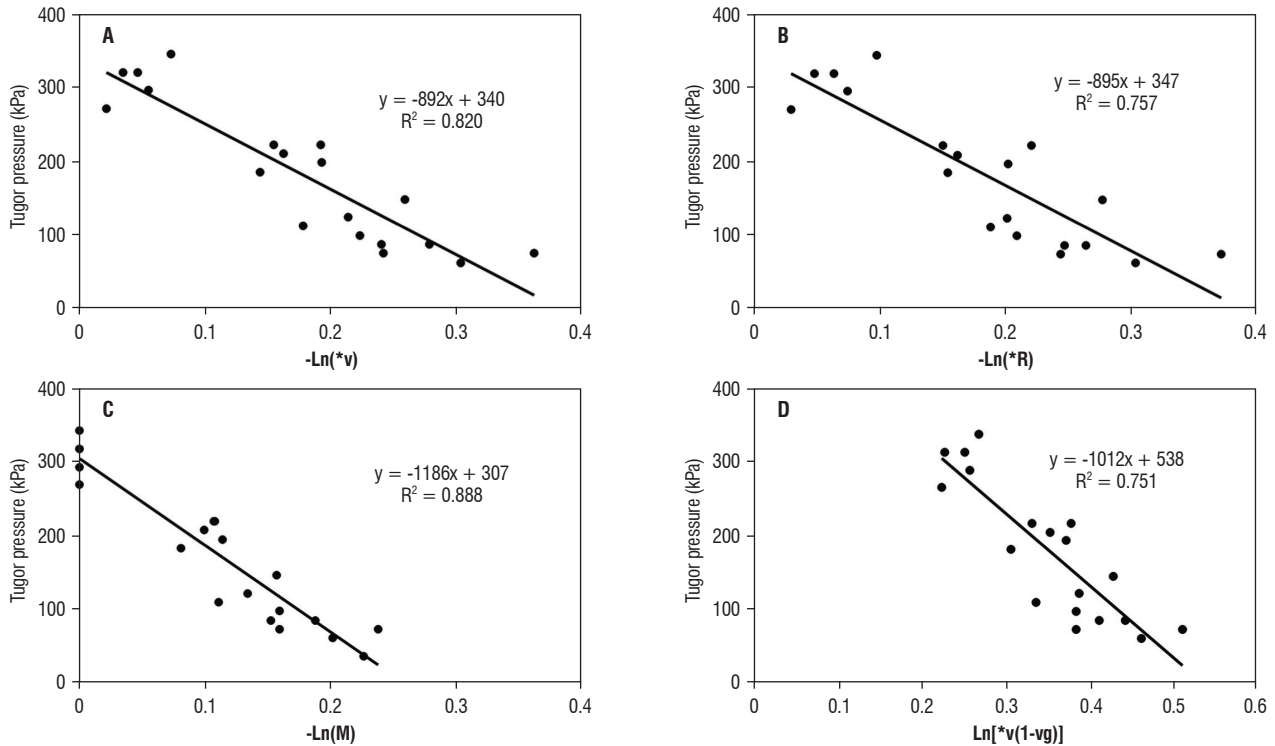 A
Tugor pressure (kPa)
400
300
200
100
0
y = -892x + 340
R² = 0.820
0 0.1 0.2 0.3 0.4
-Ln(*v)
B
Tugor pressure (kPa)
400
300
200
100
0
y = -895x + 347
R² = 0.757
0 0.1 0.2 0.3 0.4
-Ln(*R)
C
Tugor pressure (kPa)
400
300
200
100
0
y = -1186x + 307
R² = 0.888
0 0.1 0.2 0.3 0.4
-Ln(M)
D
Tugor pressure (kPa)
400
300
200
100
0
y = -1012x + 538
R² = 0.751
0 0.1 0.2 0.3 0.4 0.5 0.6
Ln[*v(1-vg)]